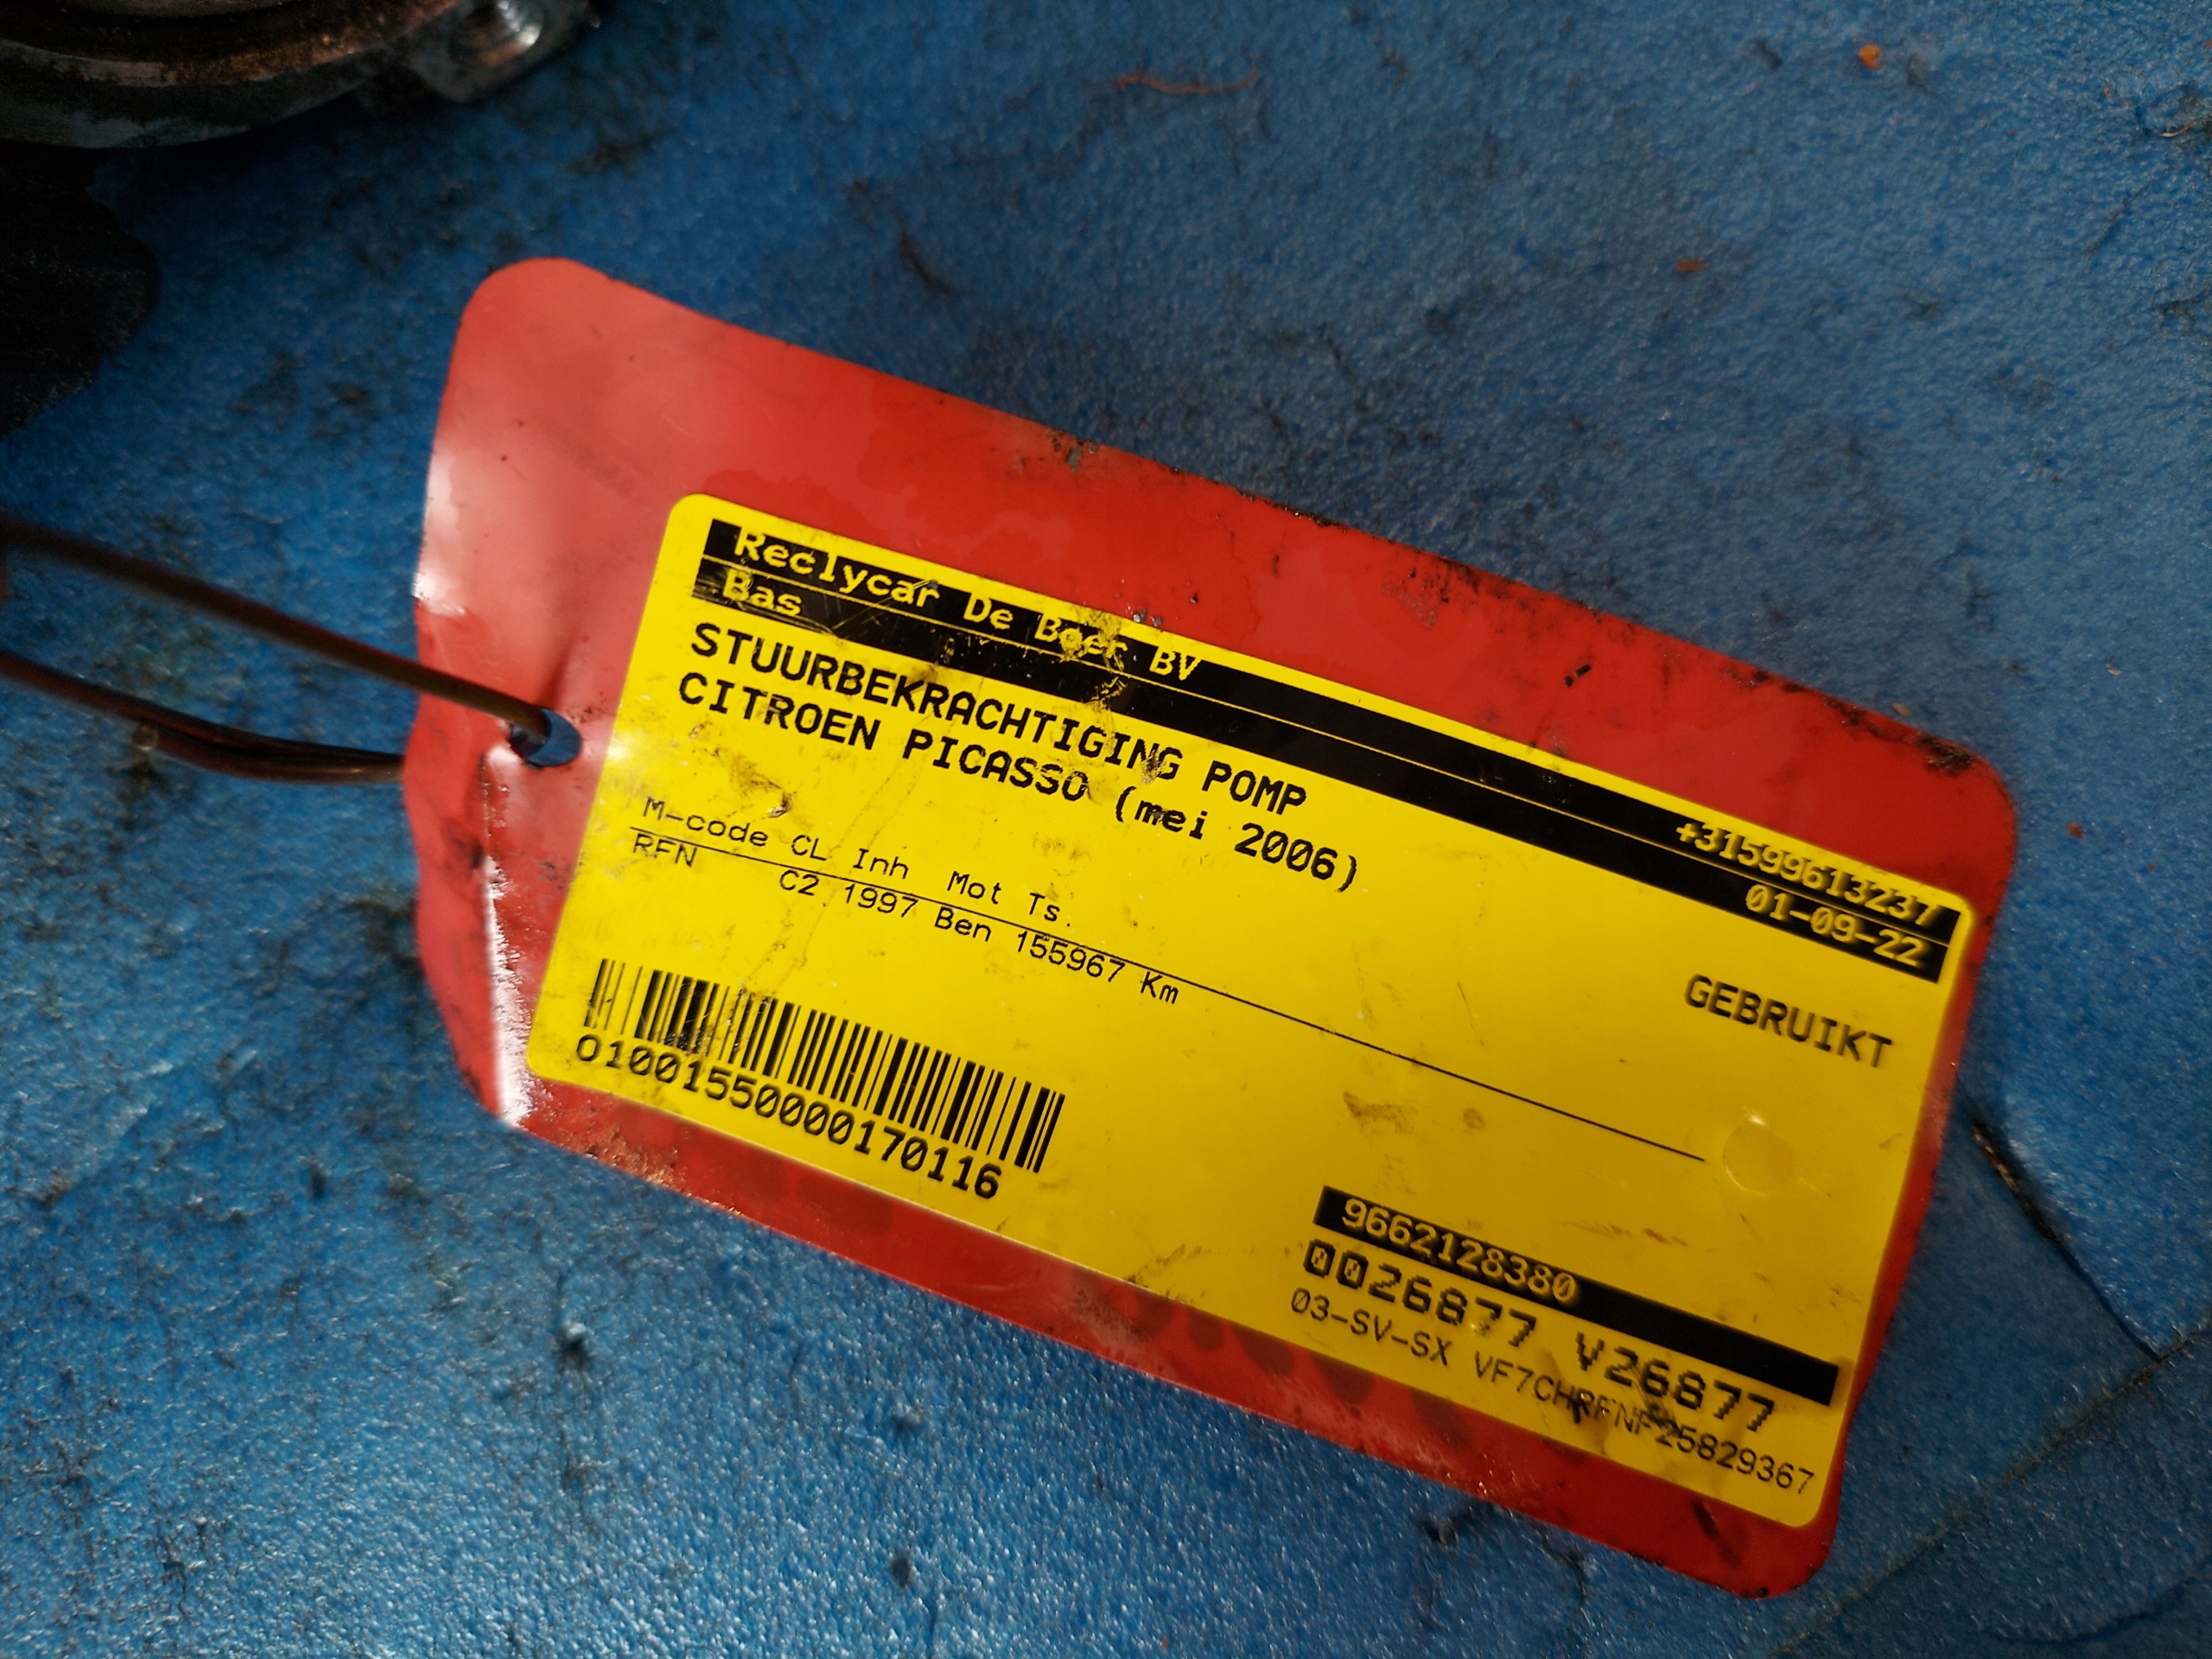 Reclycar De Boer BV +31599613237
Bas 01-09-22
STUURBEKRACHTIGING POMP
CITROEN PICASSO (mei 2006) GEBRUIKT
M-code CL Inh Mot Ts.
RFN C2 1997 Ben 155967 Km
0100155000170116
9662128380
0026877 V26877
03-SV-SX VF7CHRFNF25829367